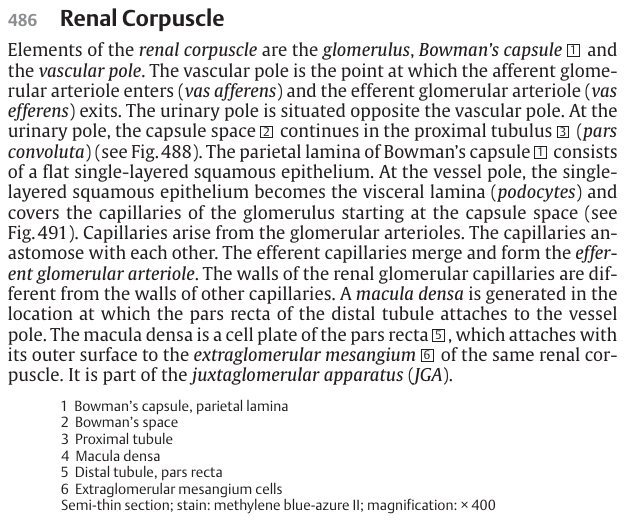 486 Renal Corpuscle
Elements of the renal corpuscle are the glomerulus, Bowman's capsule 1 and
the vascular pole. The vascular pole is the point at which the afferent glome-
rular arteriole enters (vas afferens) and the efferent glomerular arteriole (vas
efferens) exits. The urinary pole is situated opposite the vascular pole. At the
urinary pole, the capsule space 2 continues in the proximal tubulus 3 (pars
convoluta) (see Fig. 488). The parietal lamina of Bowman's capsule 1 consists
of a flat single-layered squamous epithelium. At the vessel pole, the single-
layered squamous epithelium becomes the visceral lamina (podocytes) and
covers the capillaries of the glomerulus starting at the capsule space (see
Fig. 491). Capillaries arise from the glomerular arterioles. The capillaries an-
astomose with each other. The efferent capillaries merge and form the effer-
ent glomerular arteriole. The walls of the renal glomerular capillaries are dif-
ferent from the walls of other capillaries. A macula densa is generated in the
location at which the pars recta of the distal tubule attaches to the vessel
pole. The macula densa is a cell plate of the pars recta 5, which attaches with
its outer surface to the extraglomerular mesangium 6 of the same renal cor-
puscle. It is part of the juxtaglomerular apparatus (JGA).
1 Bowman's capsule, parietal lamina
2 Bowman's space
3 Proximal tubule
4 Macula densa
5 Distal tubule, pars recta
6 Extraglomerular mesangium cells
Semi-thin section; stain: methylene blue-azure II; magnification: × 400